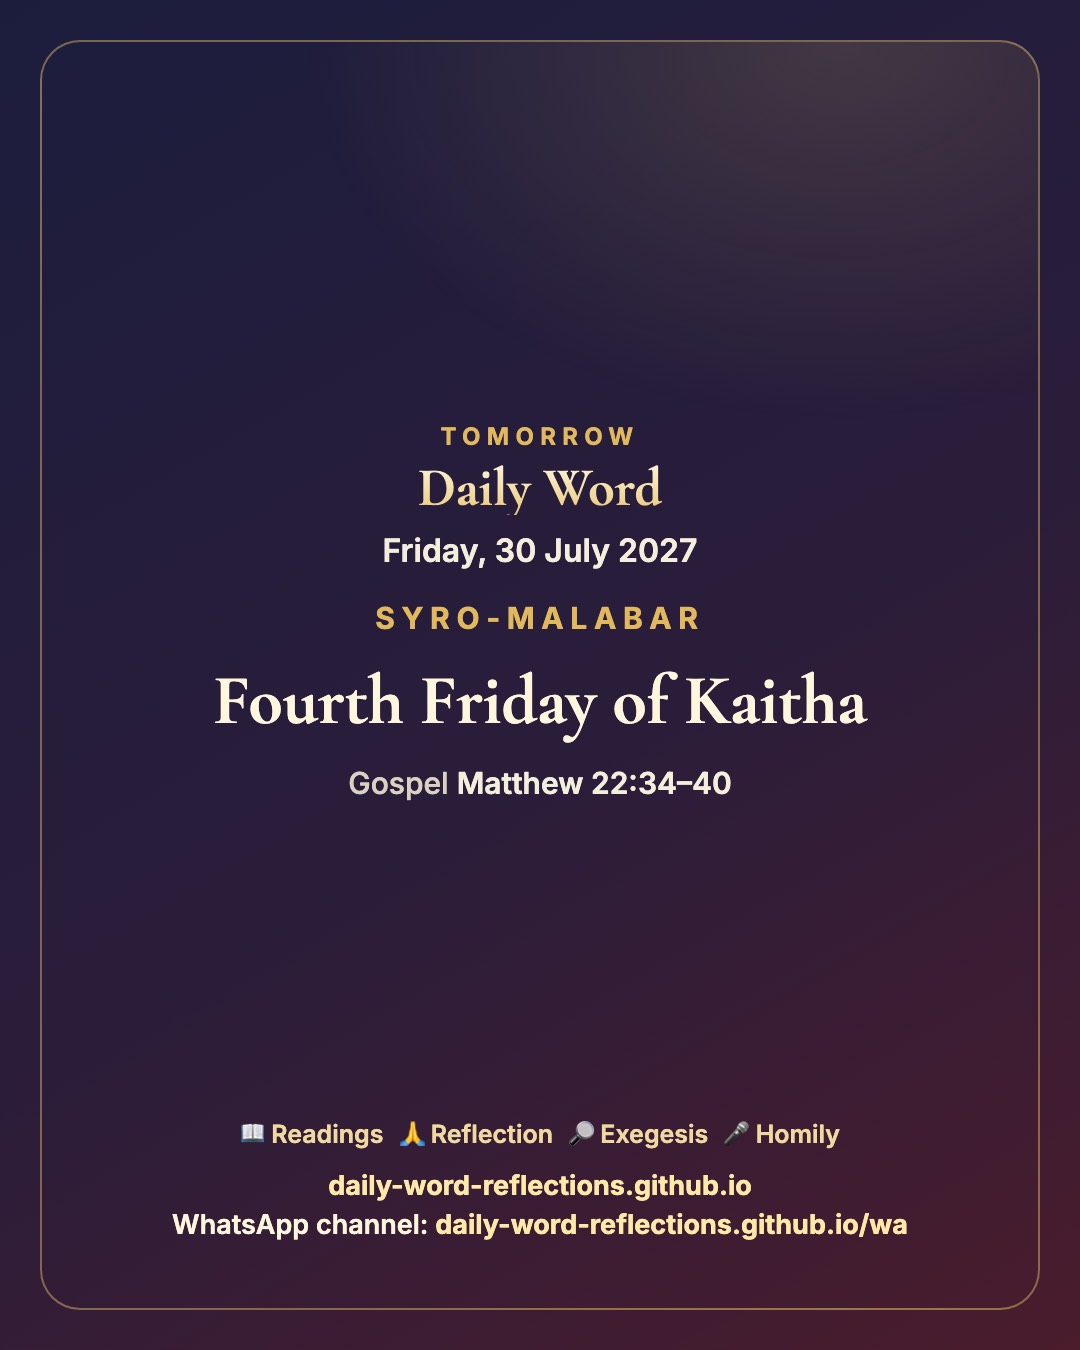 TOMORROW
Daily Word
Friday, 30 July 2027
SYRO-MALABAR
Fourth Friday of Kaitha
Gospel Matthew 22:34–40
📖 Readings 🙏 Reflection 🔎 Exegesis 🎤 Homily
daily-word-reflections.github.io
WhatsApp channel: daily-word-reflections.github.io/wa